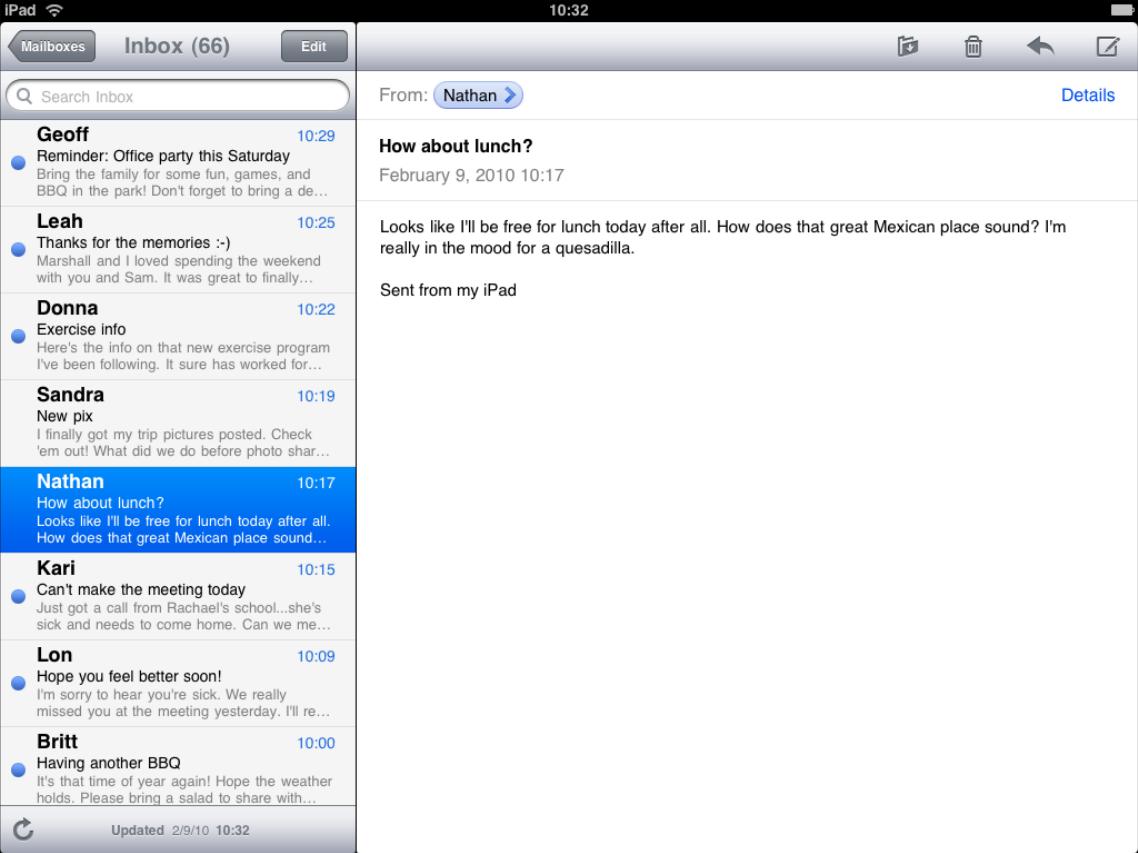 iPad 10:32
Mailboxes Inbox (66) Edit
Search Inbox
Geoff 10:29
Reminder: Office party this Saturday
Bring the family for some fun, games, and
BBQ in the park! Don't forget to bring a de...
Leah 10:25
Thanks for the memories :-)
Marshall and I loved spending the weekend
with you and Sam. It was great to finally...
Donna 10:22
Exercise info
Here's the info on that new exercise program
I've been following. It sure has worked for...
Sandra 10:19
New pix
I finally got my trip pictures posted. Check
'em out! What did we do before photo shar...
Nathan 10:17
How about lunch?
Looks like I'll be free for lunch today after all.
How does that great Mexican place sound...
Kari 10:15
Can't make the meeting today
Just got a call from Rachael's school...she's
sick and needs to come home. Can we me...
Lon 10:09
Hope you feel better soon!
I'm sorry to hear you're sick. We really
missed you at the meeting yesterday. I'll re...
Britt 10:00
Having another BBQ
It's that time of year again! Hope the weather
holds. Please bring a salad to share with...
Updated 2/9/10 10:32
From: Nathan Details
How about lunch?
February 9, 2010 10:17
Looks like I'll be free for lunch today after all. How does that great Mexican place sound? I'm
really in the mood for a quesadilla.
Sent from my iPad